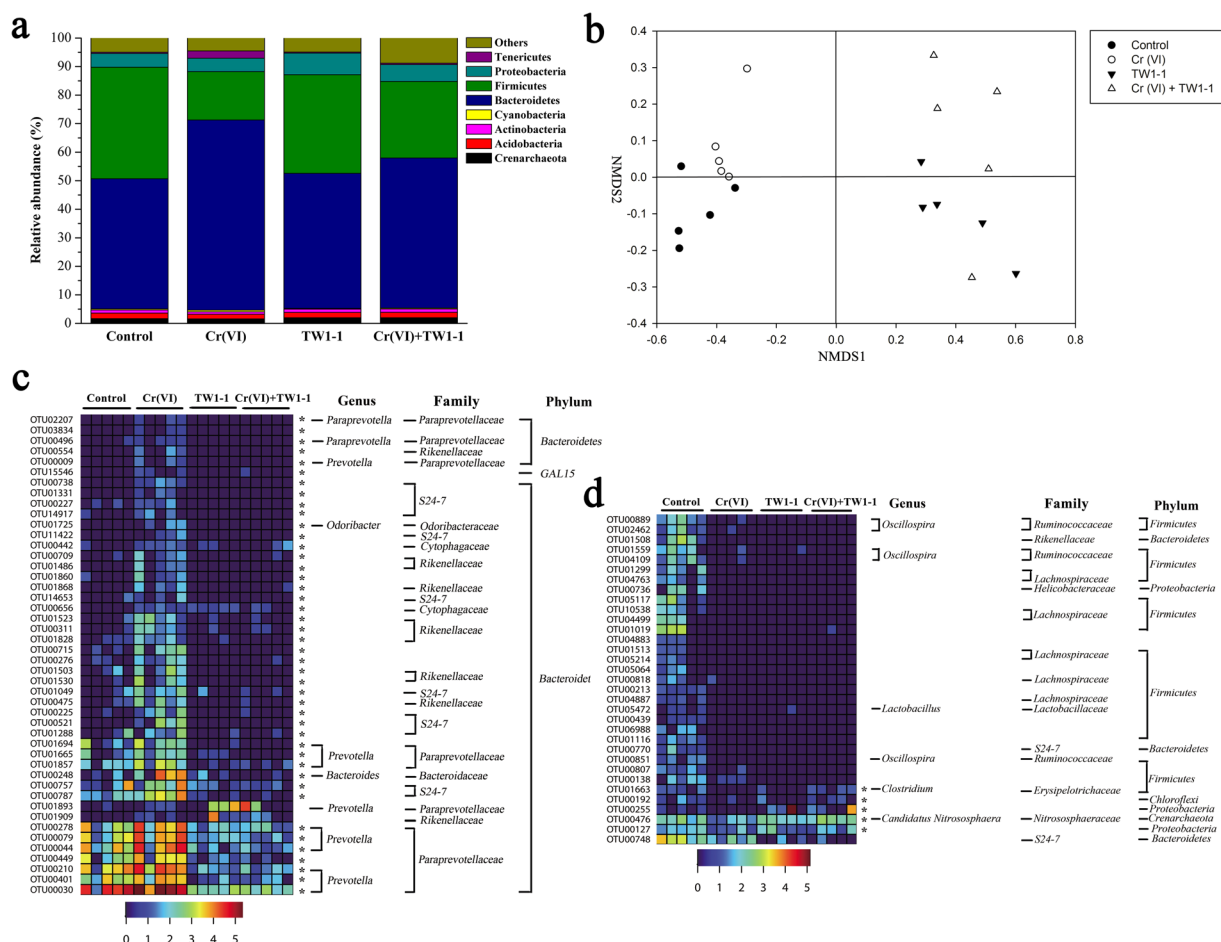 a
Relative abundance (%)
100
90
80
70
60
50
40
30
20
10
0
Control
Cr(VI)
TW1-1
Cr(VI)+TW1-1
Others
Tenericutes
Proteobacteria
Firmicutes
Bacteroidetes
Cyanobacteria
Actinobacteria
Acidobacteria
Crenarchaeota
b
NMDS2
0.4
0.3
0.2
0.1
0.0
-0.1
-0.2
-0.3
-0.4
-0.6
-0.4
-0.2
0.0
0.2
0.4
0.6
0.8
NMDS1
Control
Cr (VI)
TW1-1
Cr (VI) + TW1-1
c
Control Cr(VI) TW1-1 Cr(VI)+TW1-1 Genus Family Phylum
OTU02207 * Paraprevotella Paraprevotellaceae
OTU03834 *
OTU00496 * Paraprevotella Paraprevotellaceae Bacteroidetes
OTU00554 * Rikenellaceae
OTU00009 * Prevotella Paraprevotellaceae
OTU15546 * GAL15
OTU00738 *
OTU01331 * S24-7
OTU00227 *
OTU14917 *
OTU01725 * Odoribacter Odoribacteraceae
OTU11422 * S24-7
OTU00442 * Cytophagaceae
OTU00709 *
OTU01486 * Rikenellaceae
OTU01860 *
OTU01868 * Rikenellaceae
OTU14653 * S24-7
OTU00656 * Cytophagaceae
OTU01523 *
OTU00311 * Rikenellaceae
OTU01828 *
OTU00715 *
OTU00276 *
OTU01503 * Rikenellaceae Bacteroidet
OTU01530 *
OTU01049 * S24-7
OTU00475 * Rikenellaceae
OTU00225 *
OTU00521 * S24-7
OTU01288 *
OTU01694 *
OTU01665 * Prevotella Paraprevotellaceae
OTU01857 *
OTU00248 * Bacteroides Bacteroidaceae
OTU00757 * S24-7
OTU00787 *
OTU01893 Prevotella Paraprevotellaceae
OTU01909 Rikenellaceae
OTU00278 *
OTU00079 * Prevotella
OTU00044 *
OTU00449 * Paraprevotellaceae
OTU00210 *
OTU00401 * Prevotella
OTU00030 *
0 1 2 3 4 5
d
Control Cr(VI) TW1-1 Cr(VI)+TW1-1 Genus Family Phylum
OTU00889 Oscillospira Ruminococcaceae Firmicutes
OTU02462
OTU01508 Rikenellaceae Bacteroidetes
OTU01559 Oscillospira Ruminococcaceae
OTU04109 Firmicutes
OTU01299
OTU04763 Lachnospiraceae
OTU00736 Helicobacteraceae Proteobacteria
OTU05117
OTU10538 Lachnospiraceae Firmicutes
OTU04499
OTU01019
OTU04883
OTU01513 Lachnospiraceae
OTU05214
OTU05064
OTU00818 Lachnospiraceae
OTU00213 Firmicutes
OTU04887 Lachnospiraceae
OTU05472 Lactobacillus Lactobacillaceae
OTU00439
OTU06988
OTU01116
OTU00770 S24-7 Bacteroidetes
OTU00851 Oscillospira Ruminococcaceae
OTU00807
OTU00138 Firmicutes
OTU01663 * Clostridium Erysipelotrichaceae
OTU00192 * Chloroflexi
OTU00255 * Proteobacteria
OTU00476 * Candidatus Nitrososphaera Nitrososphaeraceae Crenarchaeota
OTU00127 * Proteobacteria
OTU00748 S24-7 Bacteroidetes
0 1 2 3 4 5